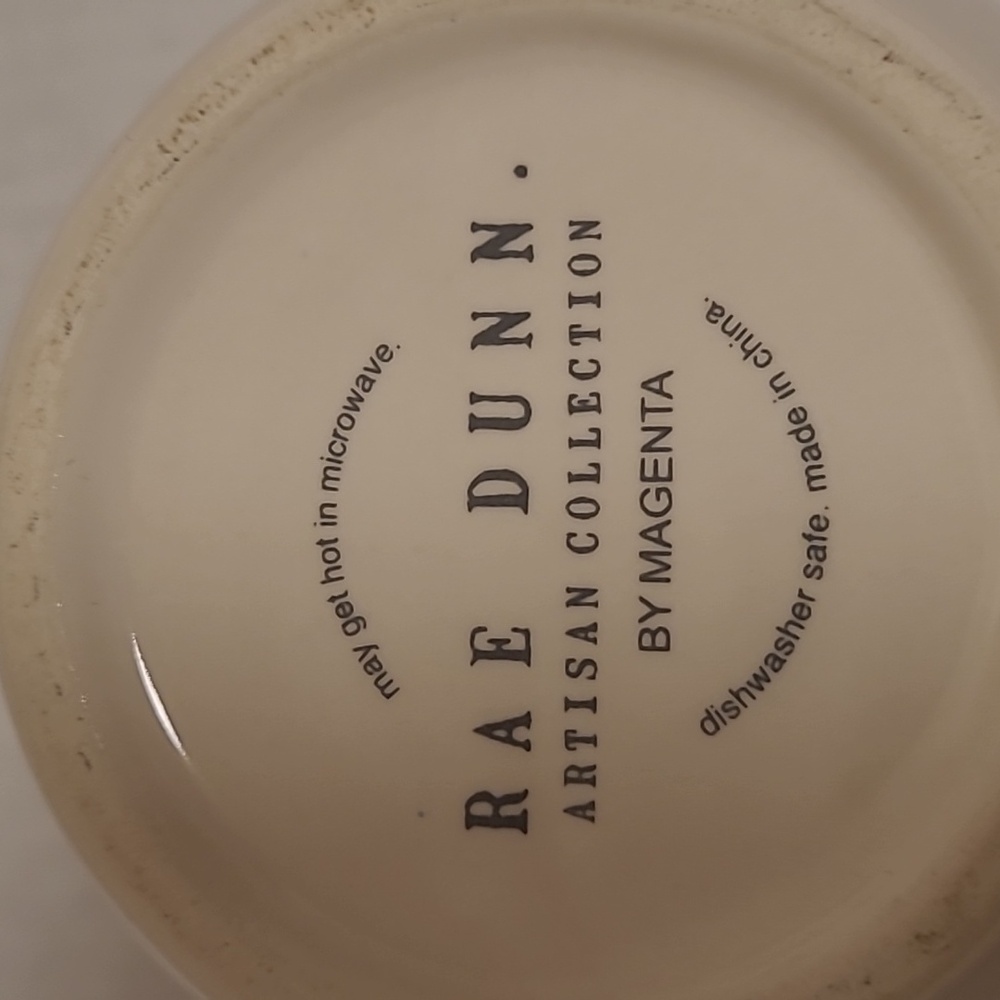 may get hot in microwave.
RAE DUNN.
ARTISAN COLLECTION
BY MAGENTA
dishwasher safe. made in china.